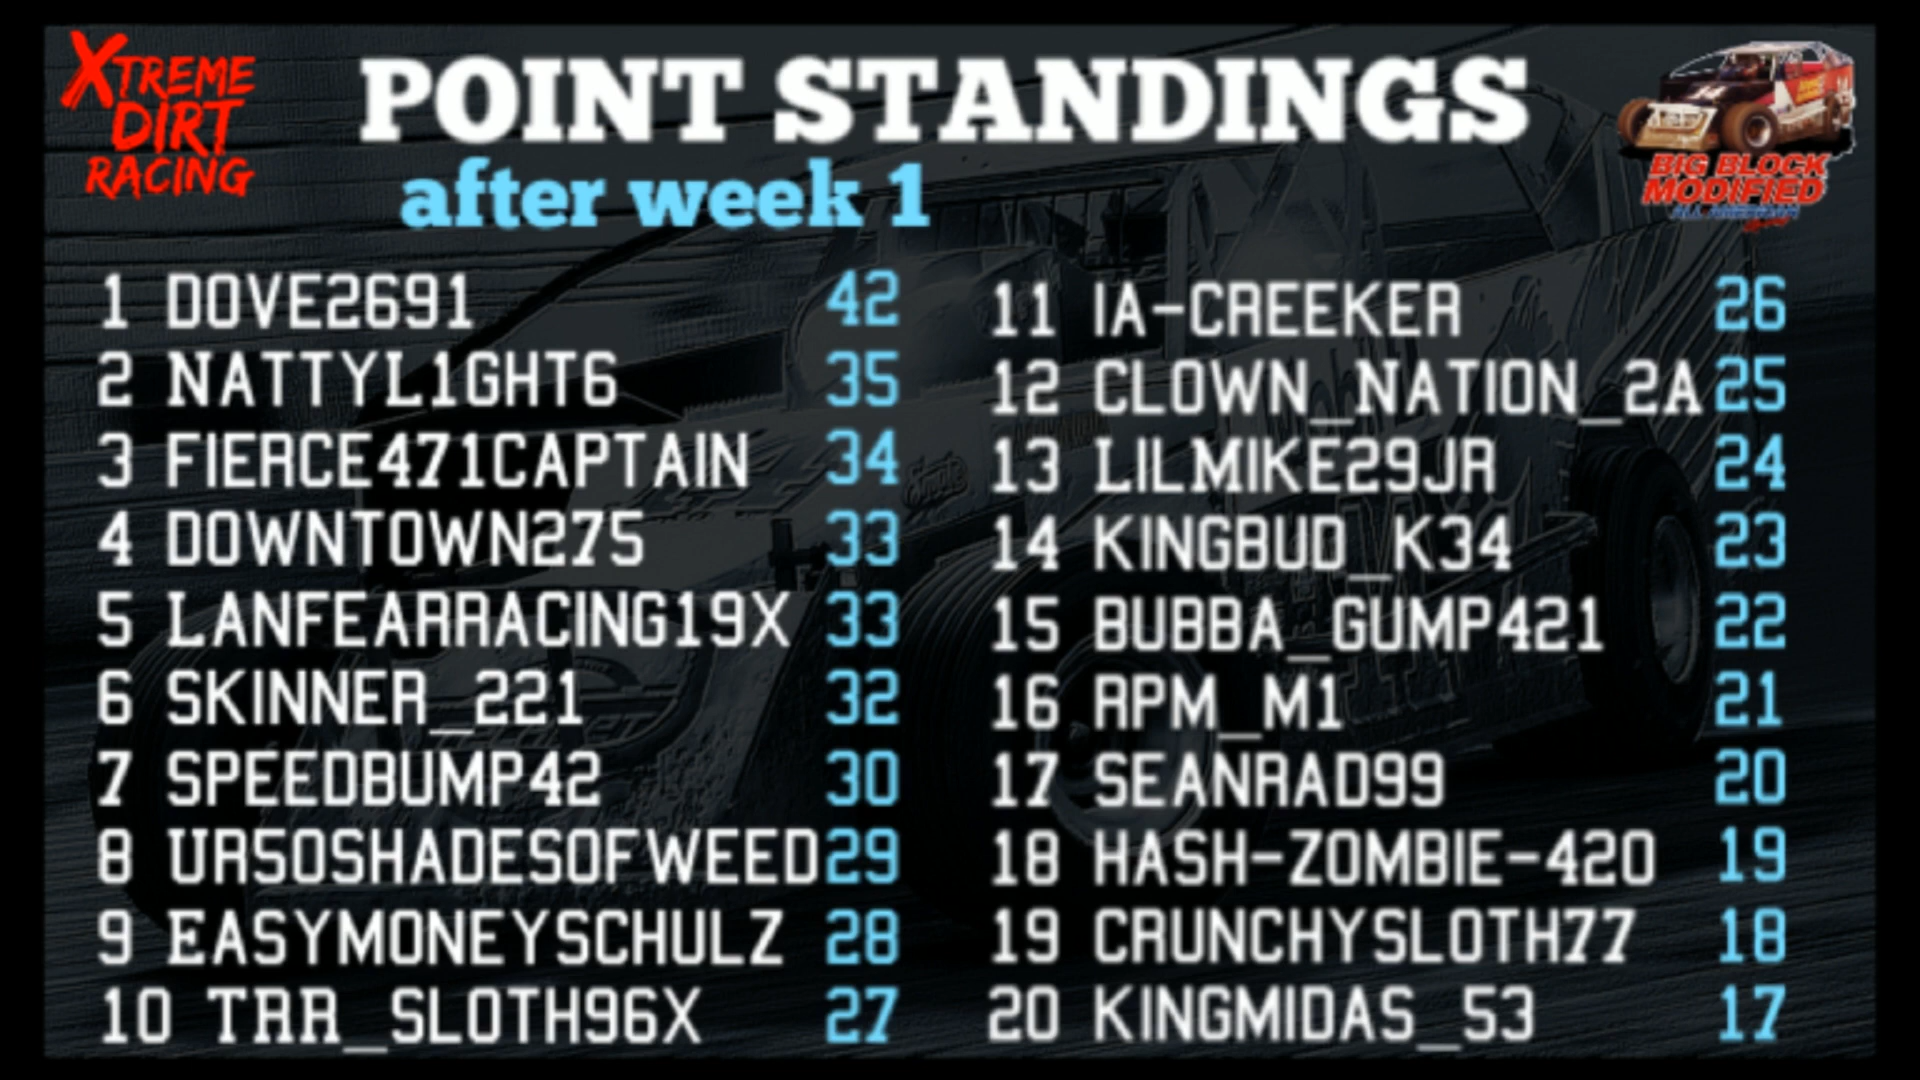 XTREME
DIRT
RACING
POINT STANDINGS
after week 1
BIG BLOCK
MODIFIED
ALL AMERICAN
1 DOVE2691 42
2 NATTYL1GHT6 35
3 FIERCE471CAPTAIN 34
4 DOWNTOWN275 33
5 LANFEARRACING19X 33
6 SKINNER_221 32
7 SPEEDBUMP42 30
8 UR50SHADESOFWEED 29
9 EASYMONEYSCHULZ 28
10 TRR_SLOTH96X 27
11 IA-CREEKER 26
12 CLOWN_NATION_2A 25
13 LILMIKE29JR 24
14 KINGBUD_K34 23
15 BUBBA_GUMP421 22
16 RPM_M1 21
17 SEANRAD99 20
18 HASH-ZOMBIE-420 19
19 CRUNCHYSLOTH77 18
20 KINGMIDAS_53 17